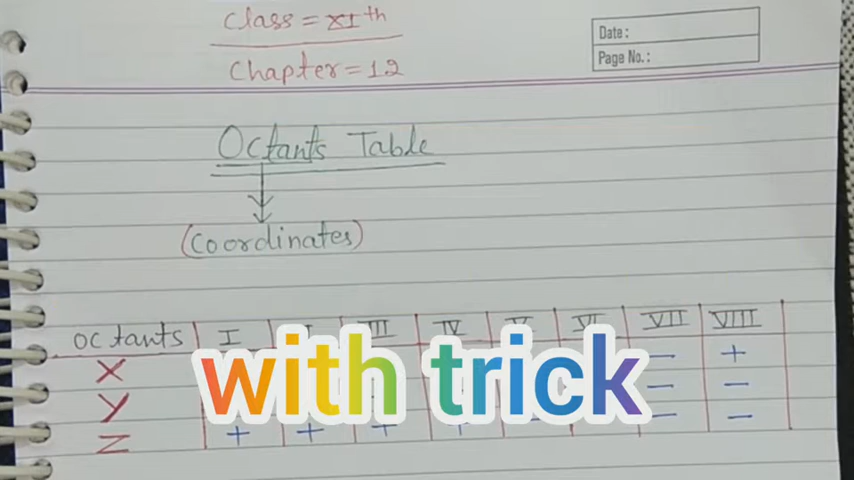 Class = XIth
Chapter = 12
Date :
Page No. :
Octants Table
(coordinates)
octants I III IV VI VII VIII
X - +
with trick
y - -
Z + + + + - - -